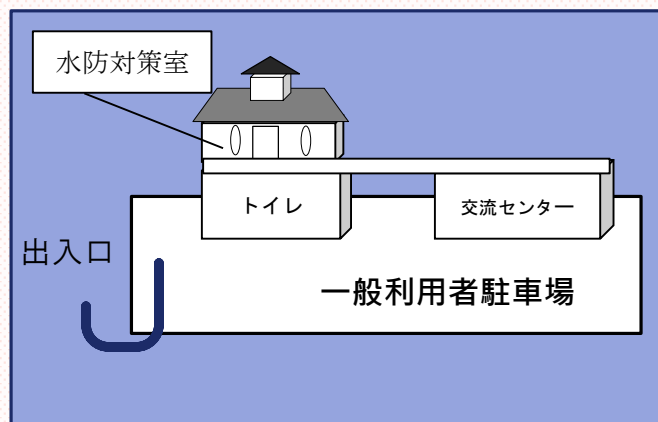 水防対策室
トイレ
交流センター
出入口
一般利用者駐車場